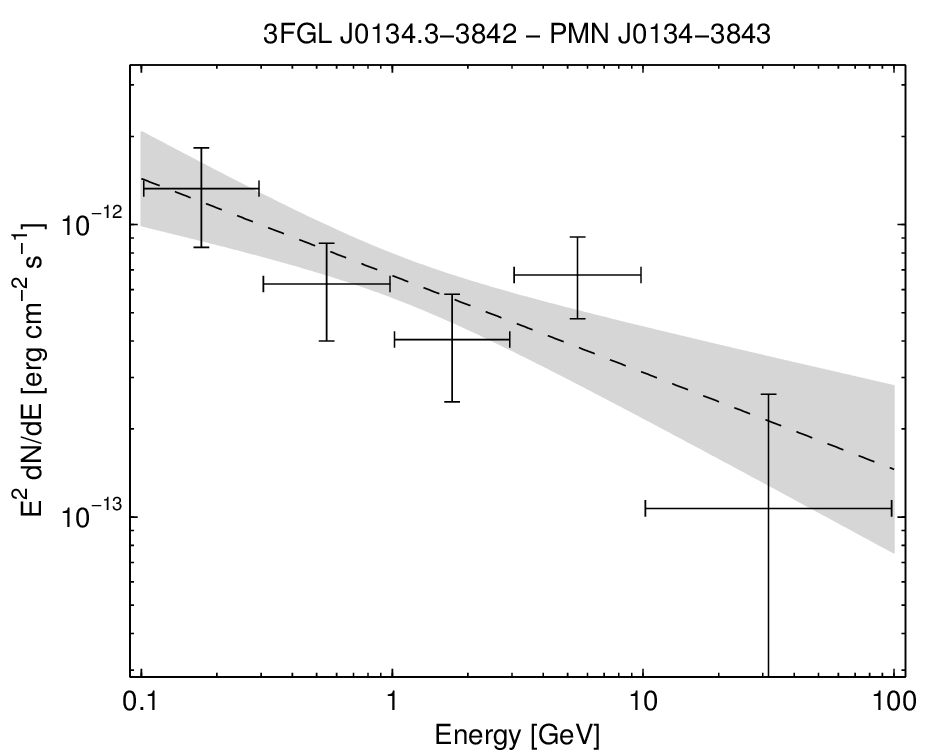 3FGL J0134.3−3842 − PMN J0134−3843
E² dN/dE [erg cm⁻² s⁻¹]
10⁻¹²
10⁻¹³
0.1 1 10 100
Energy [GeV]